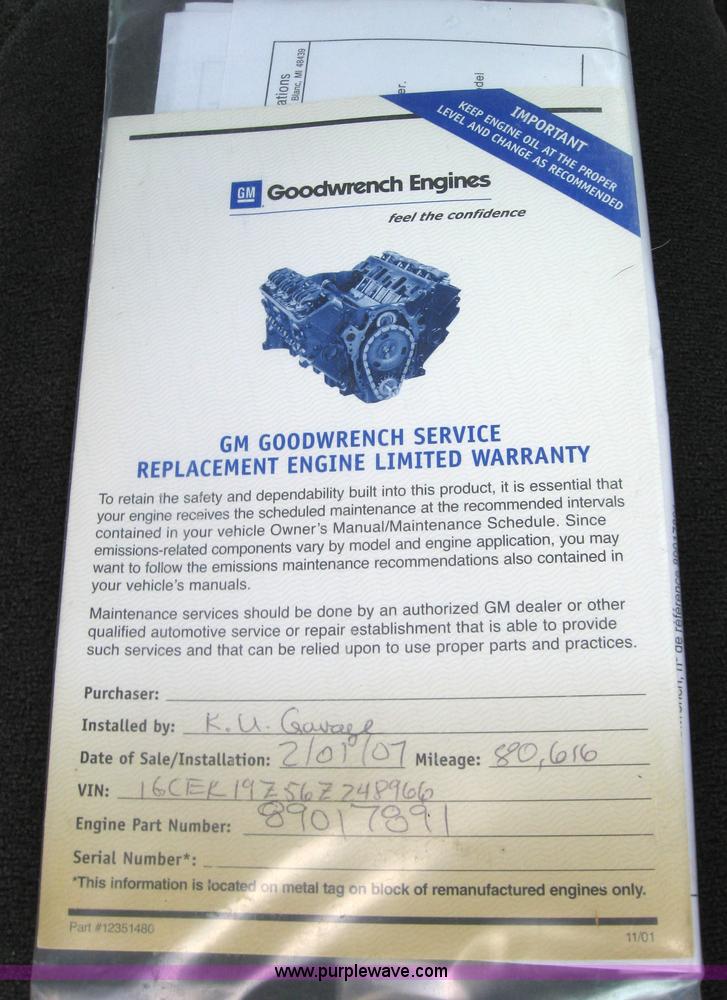 ations
Blanc, MI 48439
er.
del
IMPORTANT
KEEP ENGINE OIL AT THE PROPER
LEVEL AND CHANGE AS RECOMMENDED
GM Goodwrench Engines
feel the confidence
GM GOODWRENCH SERVICE
REPLACEMENT ENGINE LIMITED WARRANTY
To retain the safety and dependability built into this product, it is essential that
your engine receives the scheduled maintenance at the recommended intervals
contained in your vehicle Owner's Manual/Maintenance Schedule. Since
emissions-related components vary by model and engine application, you may
want to follow the emissions maintenance recommendations also contained in
your vehicle's manuals.
Maintenance services should be done by an authorized GM dealer or other
qualified automotive service or repair establishment that is able to provide
such services and that can be relied upon to use proper parts and practices.
Purchaser:
Installed by: K.U. Garage
Date of Sale/Installation: 2/01/07 Mileage: 880,616
VIN: 16CEK19Z56Z248966
Engine Part Number: 89017891
Serial Number*:
*This information is located on metal tag on block of remanufactured engines only.
Part #12351480
11/01
www.purplewave.com